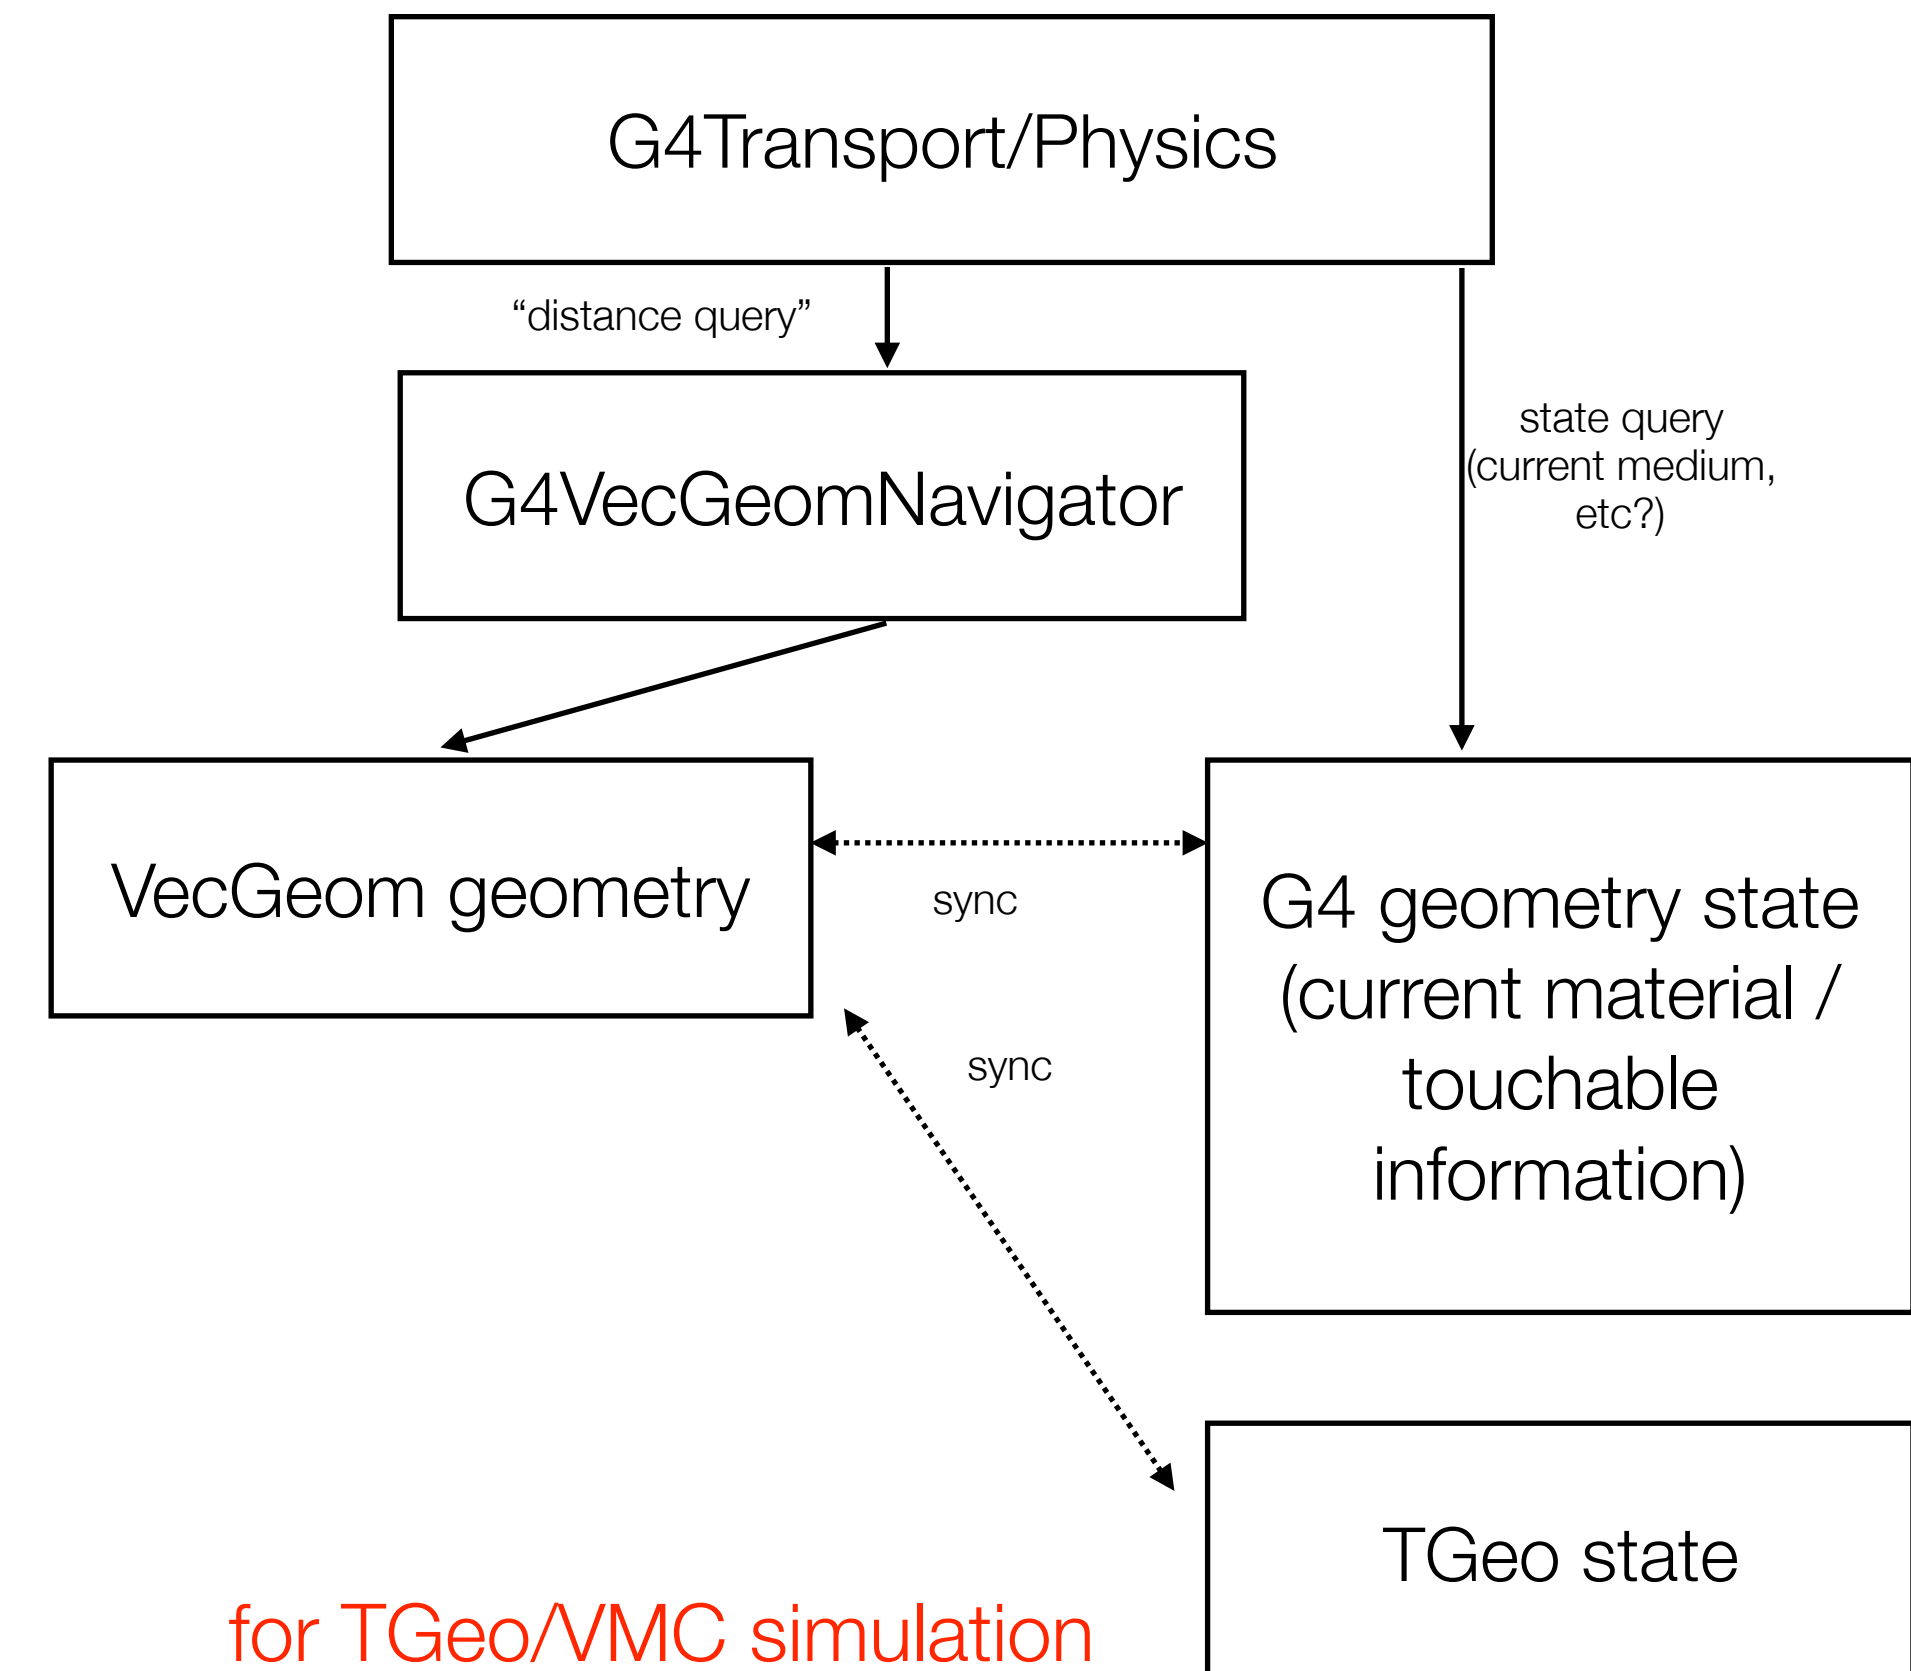 G4Transport/Physics
“distance query”
state query
(current medium,
etc?)
G4VecGeomNavigator
VecGeom geometry
sync
G4 geometry state
(current material /
touchable
information)
sync
TGeo state
for TGeo/VMC simulation